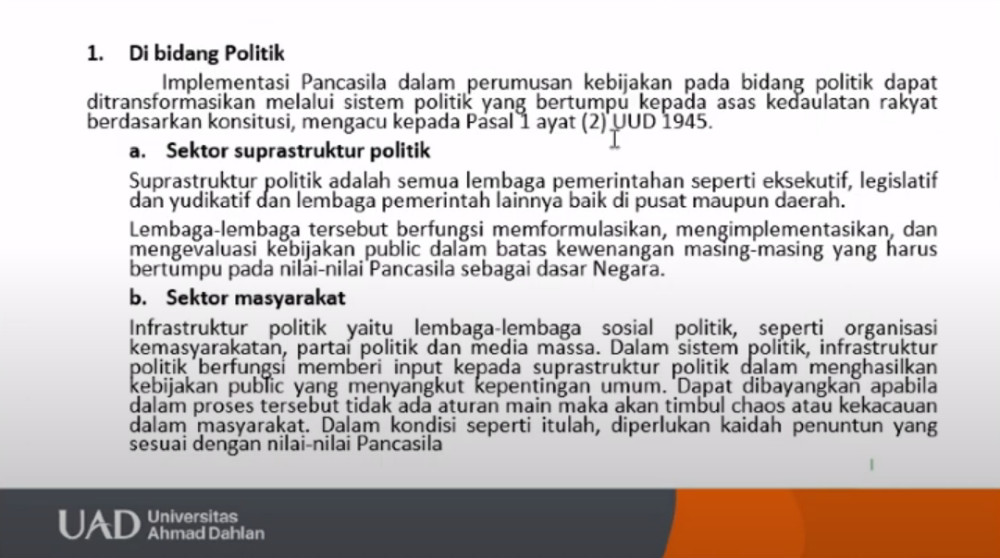 1. Di bidang Politik
Implementasi Pancasila dalam perumusan kebijakan pada bidang politik dapat
ditransformasikan melalui sistem politik yang bertumpu kepada asas kedaulatan rakyat
berdasarkan konsitusi, mengacu kepada Pasal 1 ayat (2) UUD 1945.
a. Sektor suprastruktur politik
Suprastruktur politik adalah semua lembaga pemerintahan seperti eksekutif, legislatif
dan yudikatif dan lembaga pemerintah lainnya baik di pusat maupun daerah.
Lembaga-lembaga tersebut berfungsi memformulasikan, mengimplementasikan, dan
mengevaluasi kebijakan public dalam batas kewenangan masing-masing yang harus
bertumpu pada nilai-nilai Pancasila sebagai dasar Negara.
b. Sektor masyarakat
Infrastruktur politik yaitu lembaga-lembaga sosial politik, seperti organisasi
kemasyarakatan, partai politik dan media massa. Dalam sistem politik, infrastruktur
politik berfungsi memberi input kepada suprastruktur politik dalam menghasilkan
kebijakan public yang menyangkut kepentingan umum. Dapat dibayangkan apabila
dalam proses tersebut tidak ada aturan main maka akan timbul chaos atau kekacauan
dalam masyarakat. Dalam kondisi seperti itulah, diperlukan kaidah penuntun yang
sesuai dengan nilai-nilai Pancasila
UAD Universitas
Ahmad Dahlan